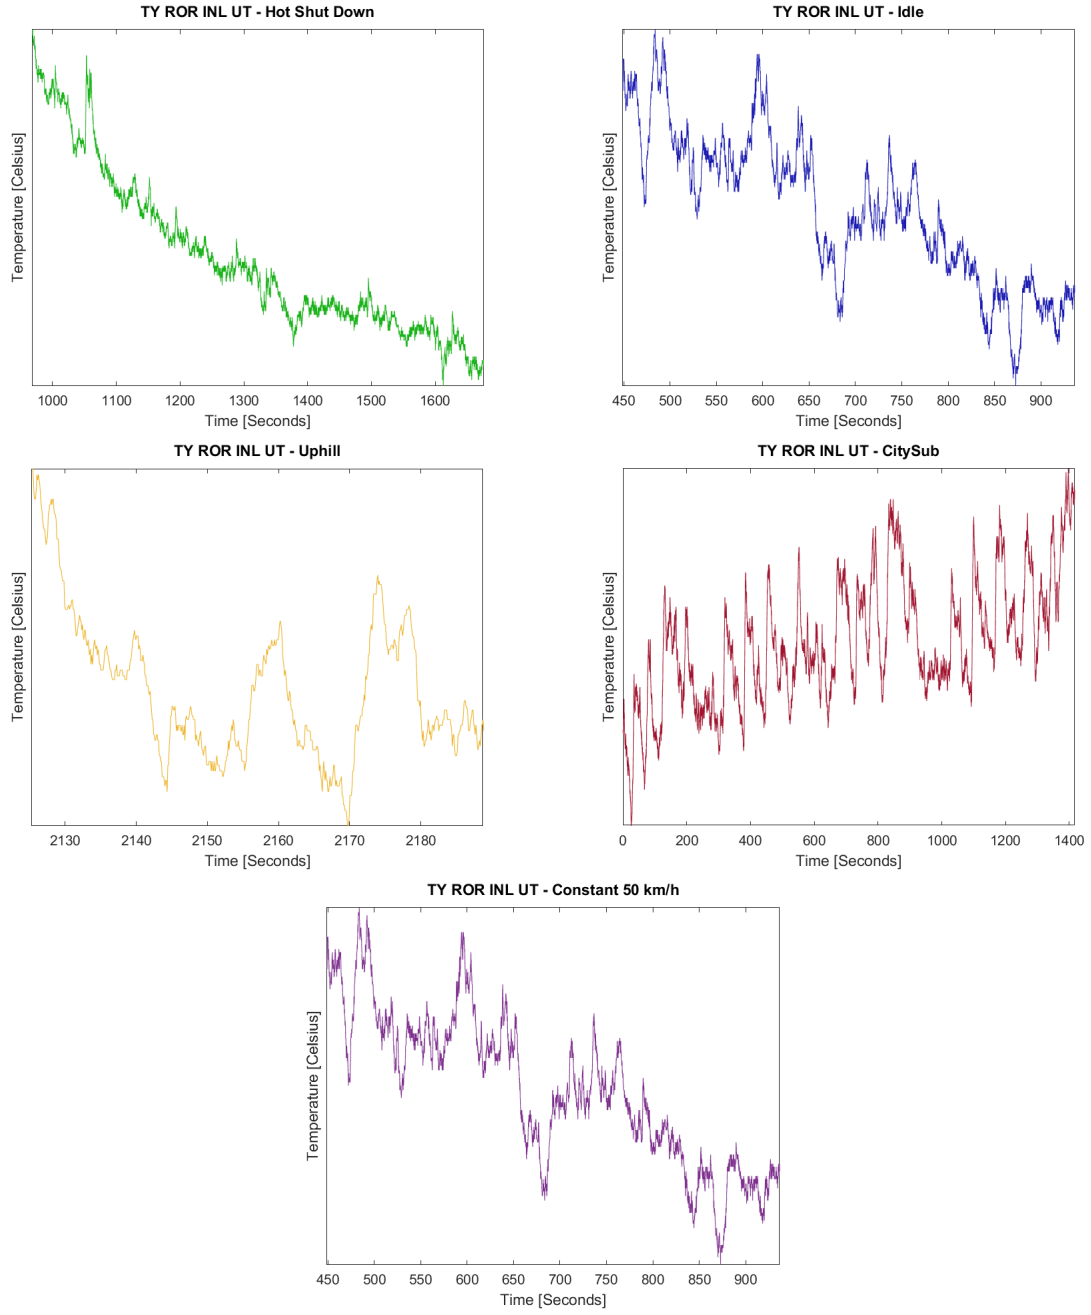 TY ROR INL UT - Hot Shut Down
Temperature [Celsius]
1000 1100 1200 1300 1400 1500 1600
Time [Seconds]
TY ROR INL UT - Idle
Temperature [Celsius]
450 500 550 600 650 700 750 800 850 900
Time [Seconds]
TY ROR INL UT - Uphill
Temperature [Celsius]
2130 2140 2150 2160 2170 2180
Time [Seconds]
TY ROR INL UT - CitySub
Temperature [Celsius]
0 200 400 600 800 1000 1200 1400
Time [Seconds]
TY ROR INL UT - Constant 50 km/h
Temperature [Celsius]
450 500 550 600 650 700 750 800 850 900
Time [Seconds]